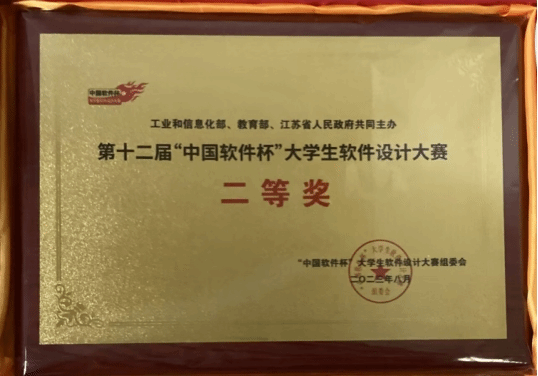 中国软件杯
工业和信息化部、教育部、江苏省人民政府共同主办
第十二届“中国软件杯”大学生软件设计大赛
二等奖
“中国软件杯”大学生软件设计大赛组委会
二〇二三年八月
组委会